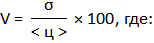 V = σ / < ц > × 100, где: